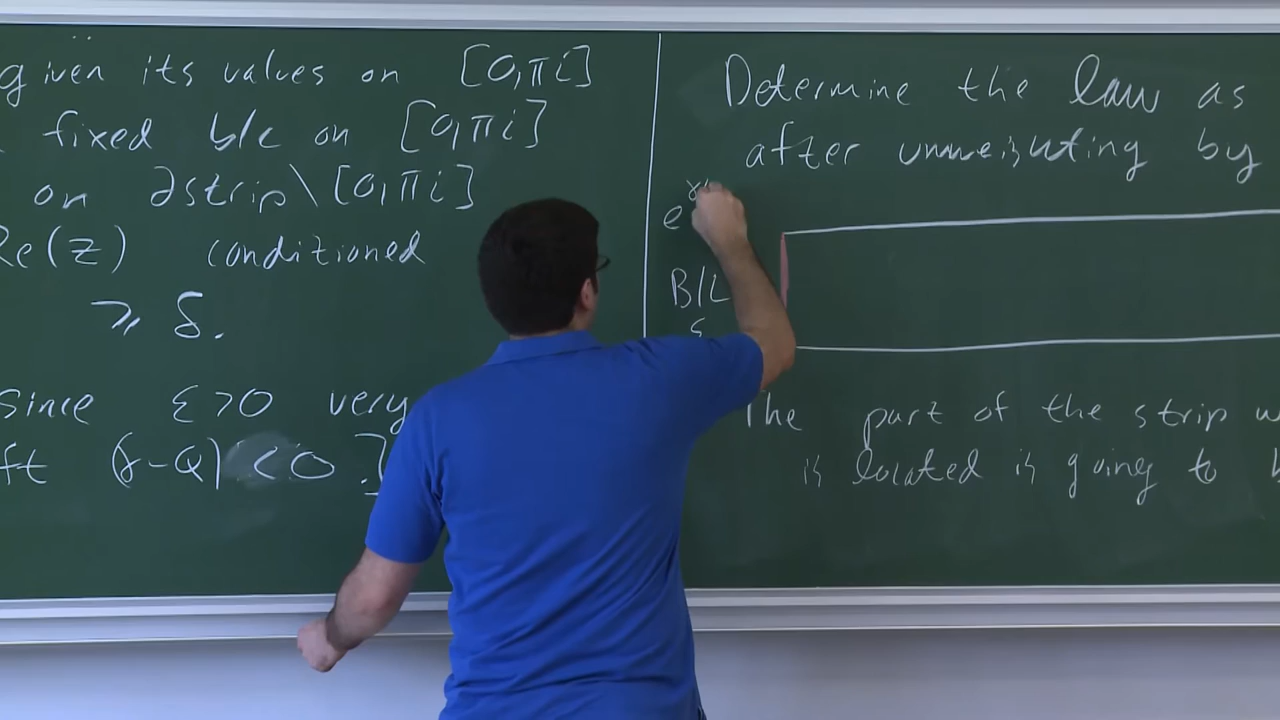 given its values on [0,πi]
fixed b/c on [0,πi]
on ∂strip\[0,πi]
Re(z) conditioned
≥ δ.
since ε>0 very
(γ-Q) <0.]
Determine the law as
after unweighting by
e^γ
B/L
The part of the strip
is located is going to